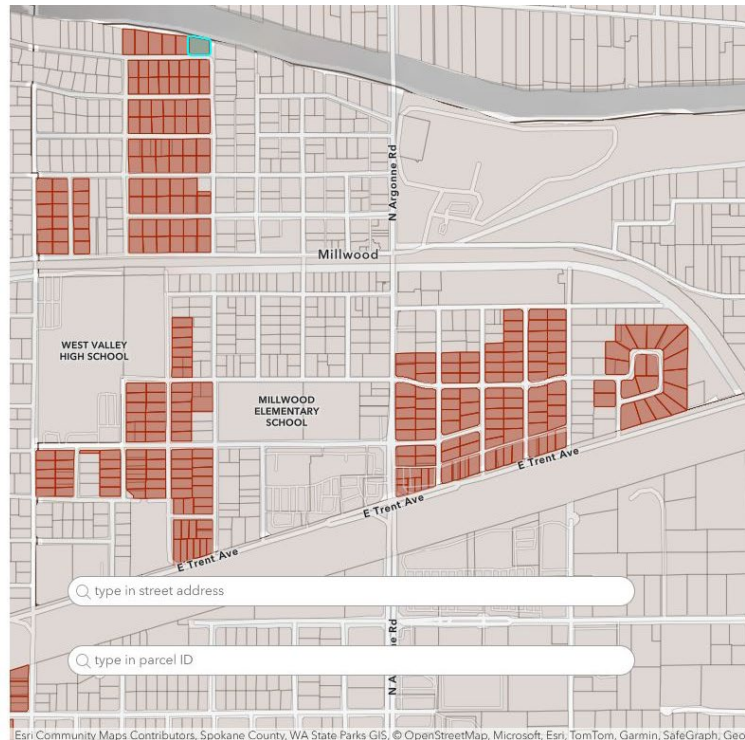 N Argonne Rd
Millwood
WEST VALLEY
HIGH SCHOOL
MILLWOOD
ELEMENTARY
SCHOOL
E Trent Ave
E Trent Ave
E Trent Ave
type in street address
type in parcel ID
Esri Community Maps Contributors, Spokane County, WA State Parks GIS, © OpenStreetMap, Microsoft, Esri, TomTom, Garmin, SafeGraph, Geo